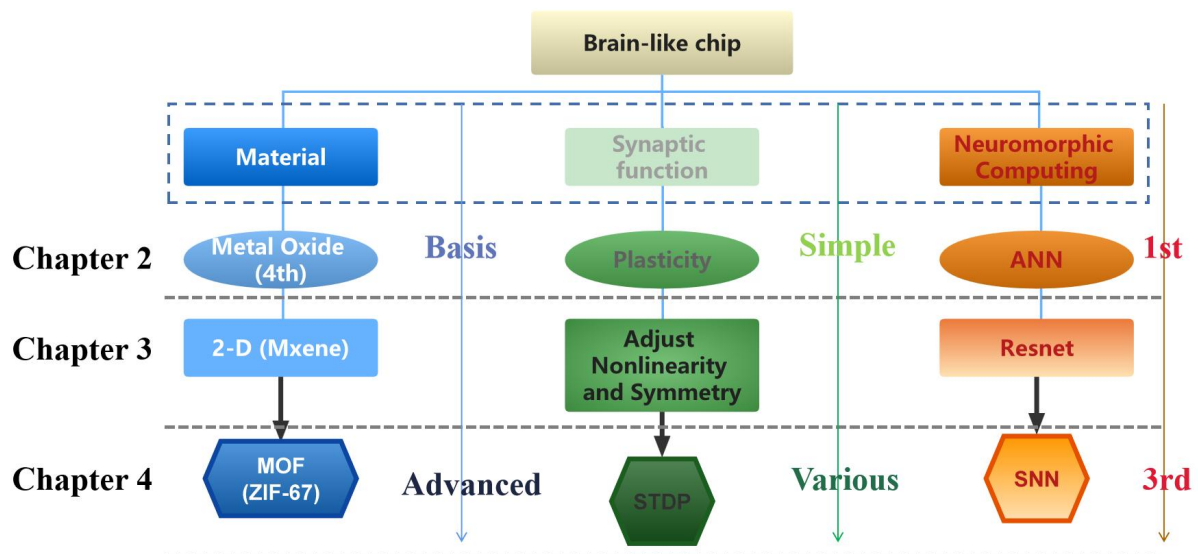 Brain-like chip
Material
Synaptic
function
Neuromorphic
Computing
Chapter 2
Metal Oxide
(4th)
Basis
Plasticity
Simple
ANN
1st
Chapter 3
2-D (Mxene)
Adjust
Nonlinearity
and Symmetry
Resnet
Chapter 4
MOF
(ZIF-67)
Advanced
STDP
Various
SNN
3rd